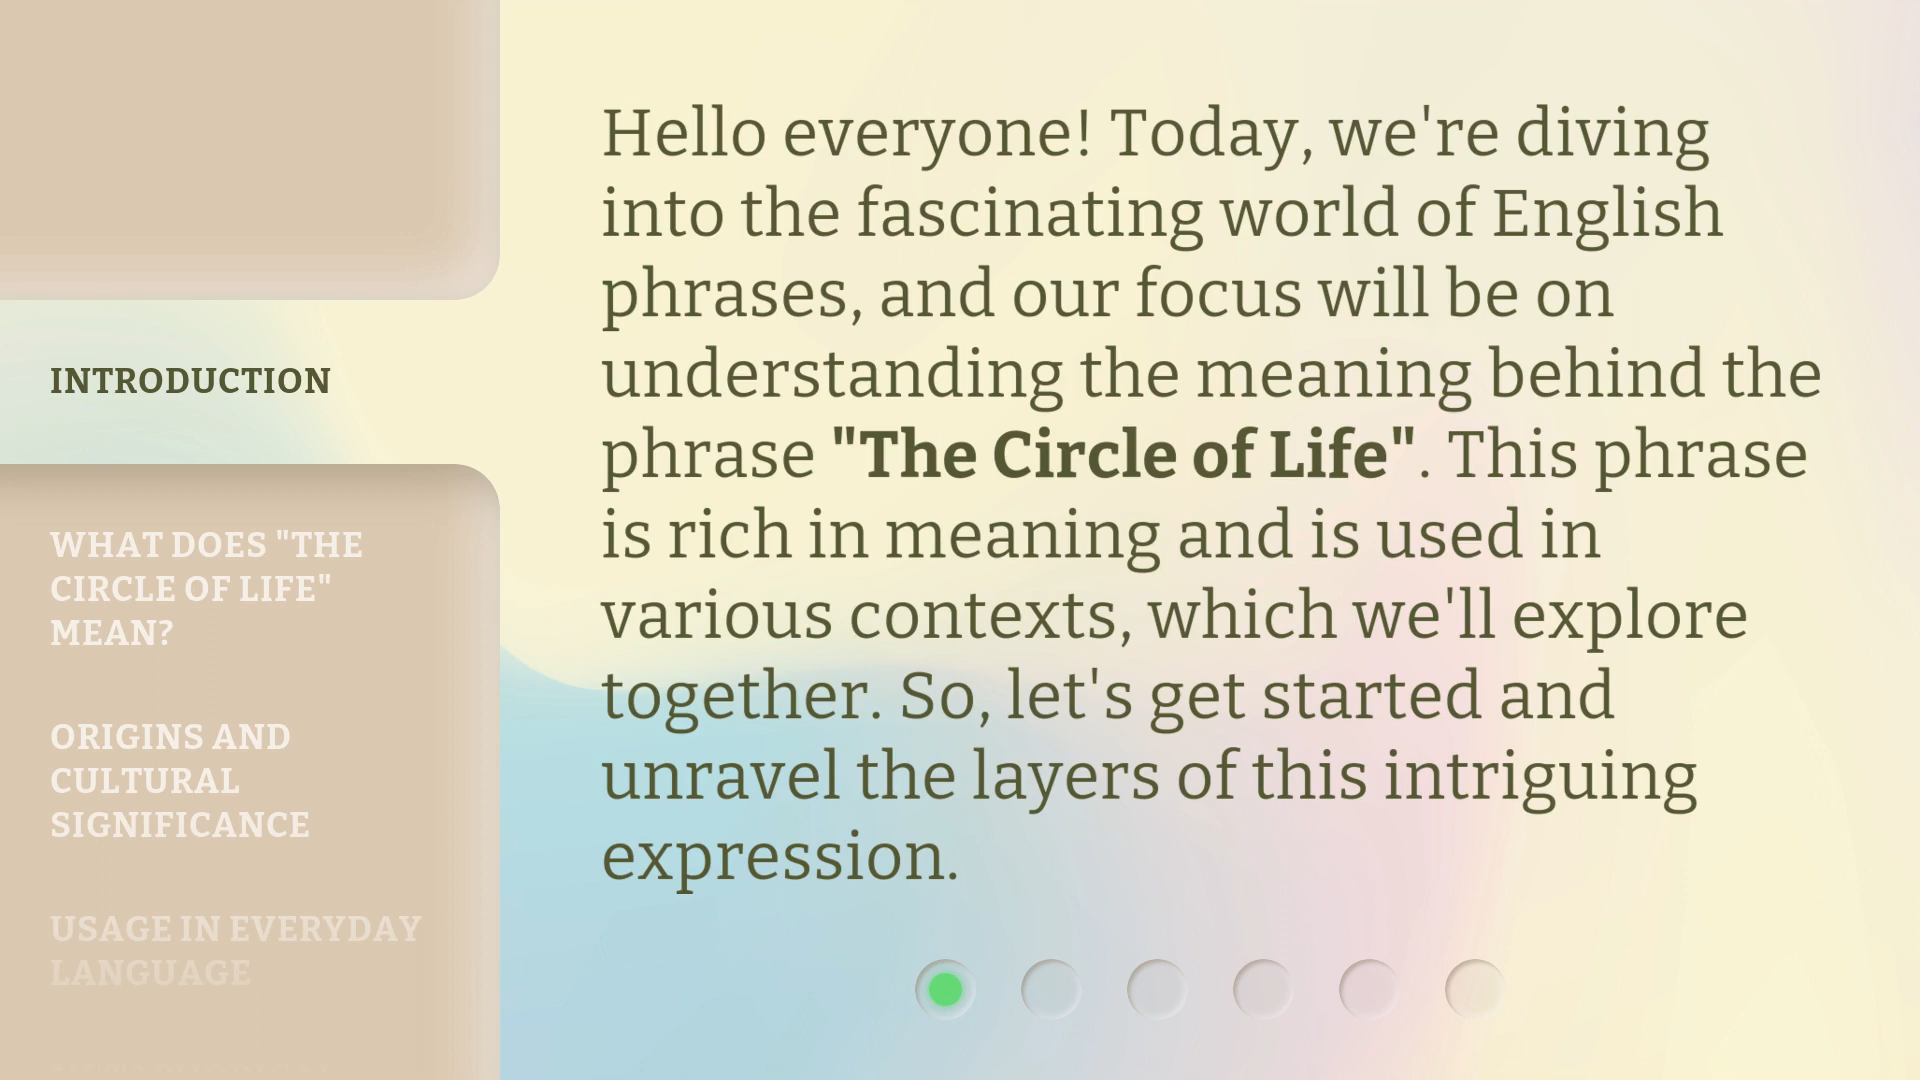 INTRODUCTION
WHAT DOES "THE
CIRCLE OF LIFE"
MEAN?
ORIGINS AND
CULTURAL
SIGNIFICANCE
USAGE IN EVERYDAY
LANGUAGE
Hello everyone! Today, we're diving
into the fascinating world of English
phrases, and our focus will be on
understanding the meaning behind the
phrase "The Circle of Life". This phrase
is rich in meaning and is used in
various contexts, which we'll explore
together. So, let's get started and
unravel the layers of this intriguing
expression.